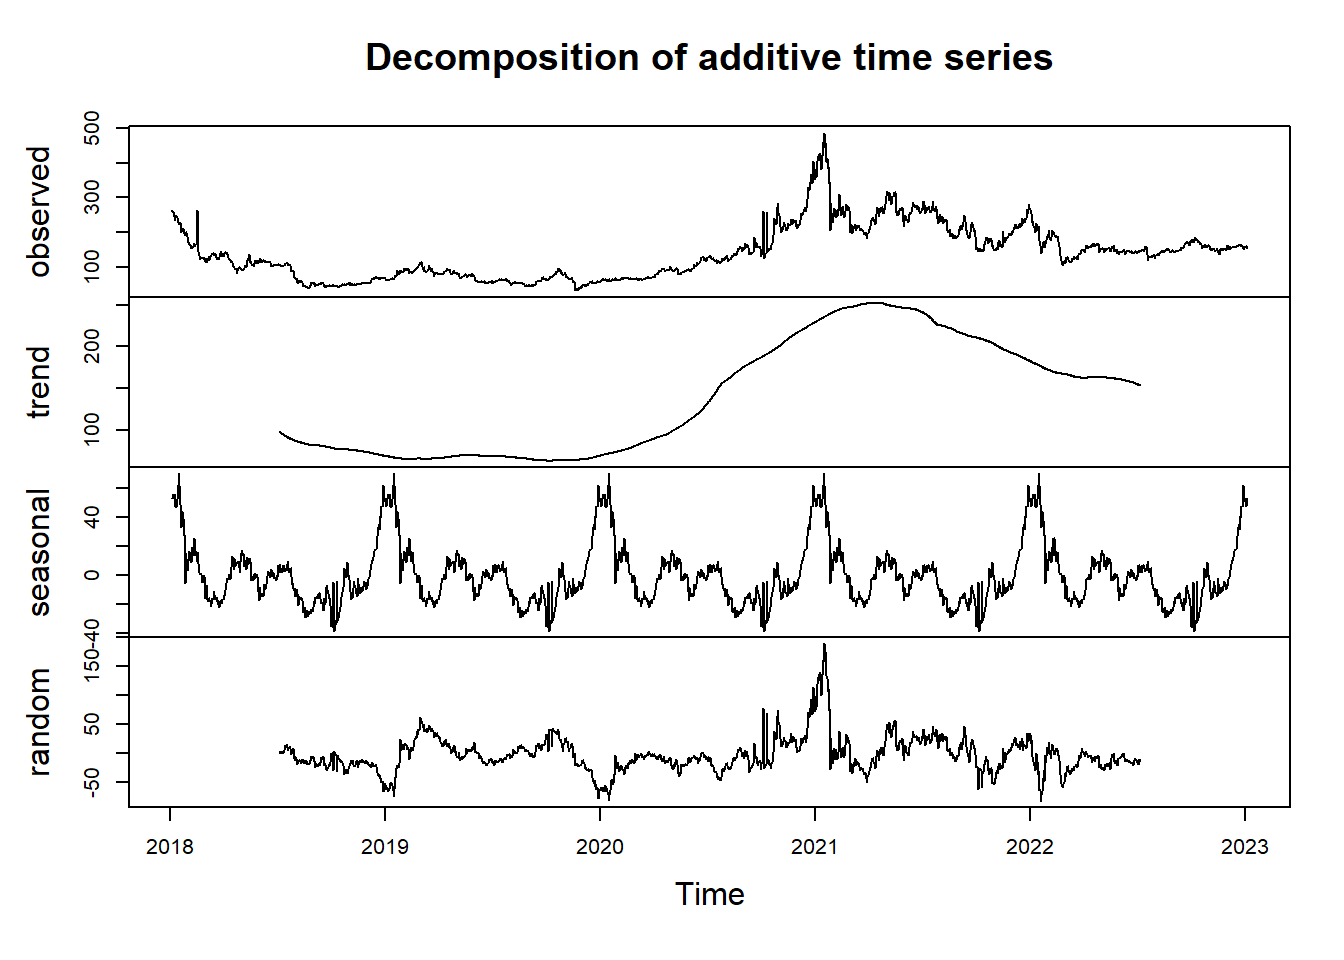 Decomposition of additive time series
observed
100 300 500
trend
100 200
seasonal
-40 0 40
random
-50 50 150
2018 2019 2020 2021 2022 2023
Time